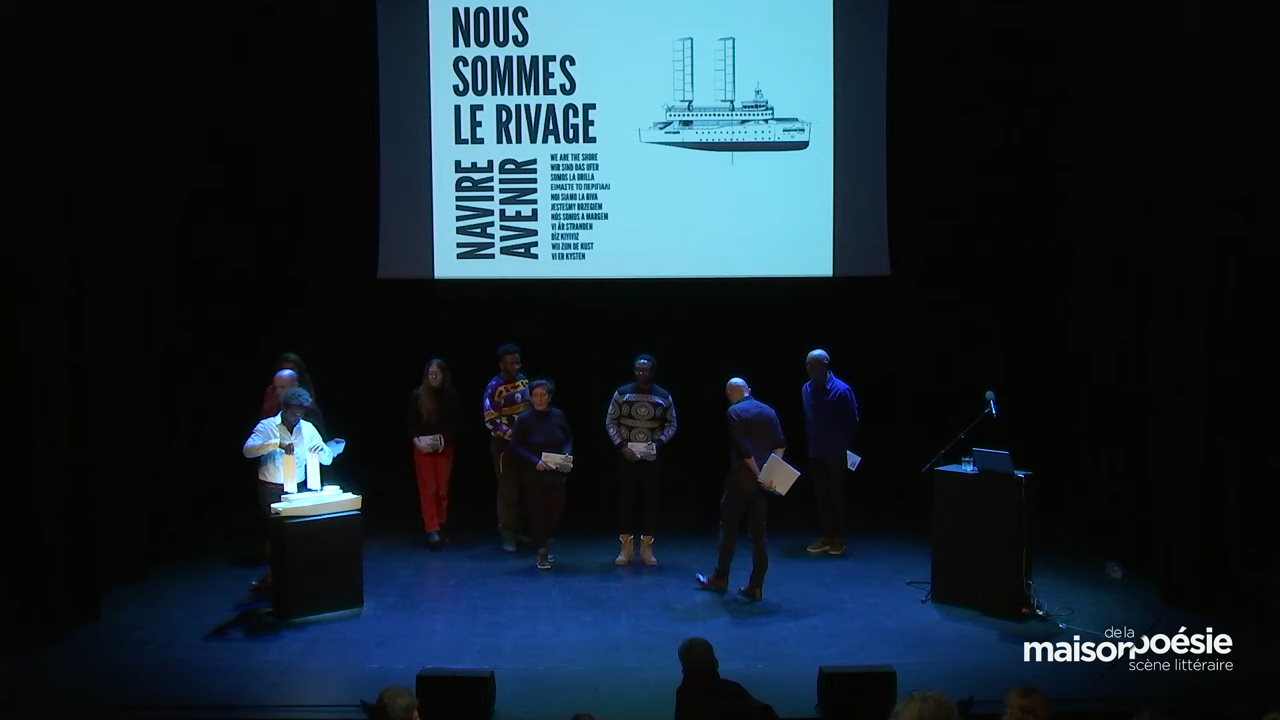 NOUS
SOMMES
LE RIVAGE
NAVIRE
AVENIR
WE ARE THE SHORE
WIR SIND DAS UFER
SOMOS LA ORILLA
ΕΙΜΑΣΤΕ ΤΟ ΠΕΡΙΓΙΑΛΙ
NOI SIAMO LA RIVA
JESTEŚMY BRZEGIEM
NÓS SOMOS A MARGEM
VI ÄR STRANDEN
BİZ KIYIYIZ
WIJ ZIJN DE KUST
VI ER KYSTEN
de la
maison poésie
scène littéraire